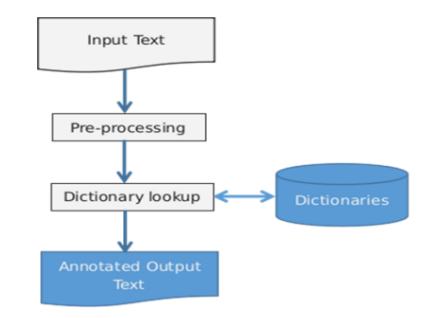 Input Text
Pre-processing
Dictionary lookup
Dictionaries
Annotated Output
Text